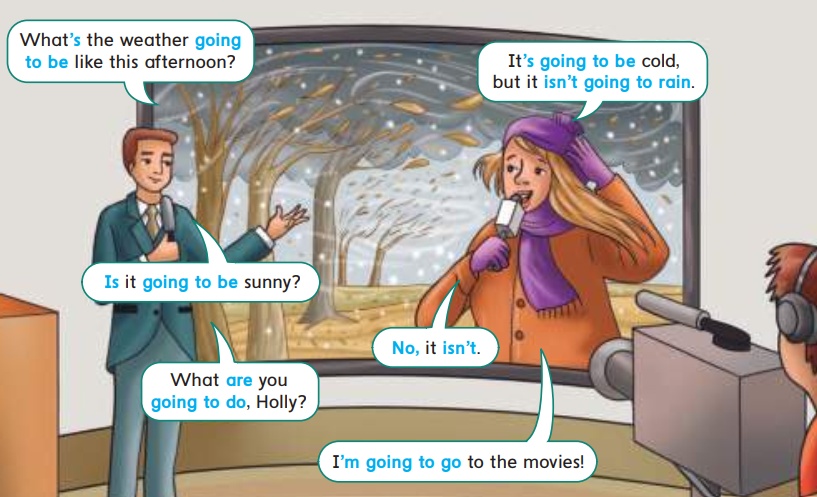 What's the weather going
to be like this afternoon?
It's going to be cold,
but it isn't going to rain.
Is it going to be sunny?
No, it isn't.
What are you
going to do, Holly?
I'm going to go to the movies!